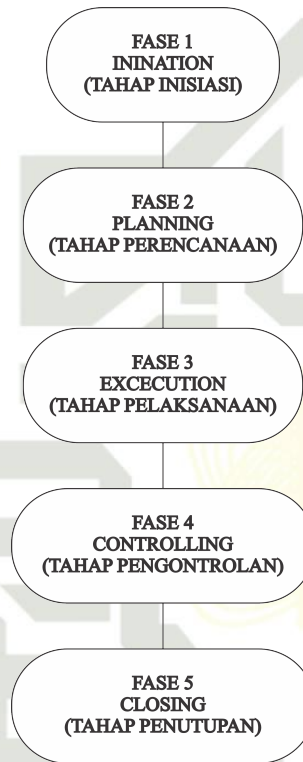 FASE 1
ININATION
(TAHAP INISIASI)
FASE 2
PLANNING
(TAHAP PERENCANAAN)
FASE 3
EXCECUTION
(TAHAP PELAKSANAAN)
FASE 4
CONTROLLING
(TAHAP PENGONTROLAN)
FASE 5
CLOSING
(TAHAP PENUTUPAN)